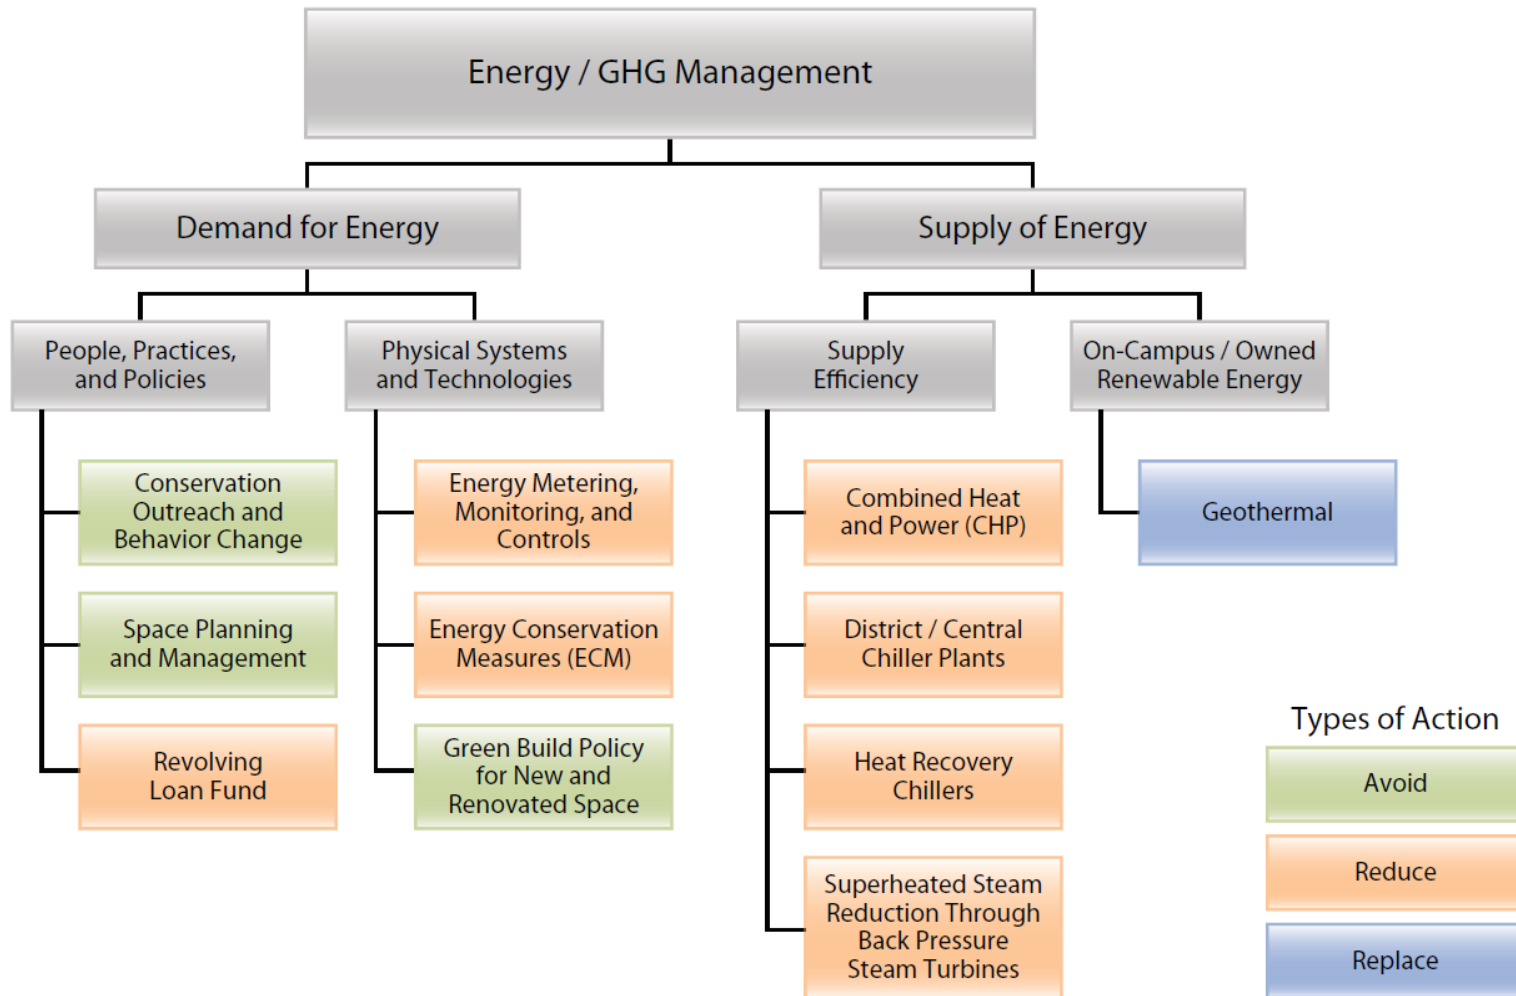 Energy / GHG Management
Demand for Energy
Supply of Energy
People, Practices,
and Policies
Physical Systems
and Technologies
Supply
Efficiency
On-Campus / Owned
Renewable Energy
Conservation
Outreach and
Behavior Change
Energy Metering,
Monitoring, and
Controls
Combined Heat
and Power (CHP)
Geothermal
Space Planning
and Management
Energy Conservation
Measures (ECM)
District / Central
Chiller Plants
Revolving
Loan Fund
Green Build Policy
for New and
Renovated Space
Heat Recovery
Chillers
Superheated Steam
Reduction Through
Back Pressure
Steam Turbines
Types of Action
Avoid
Reduce
Replace